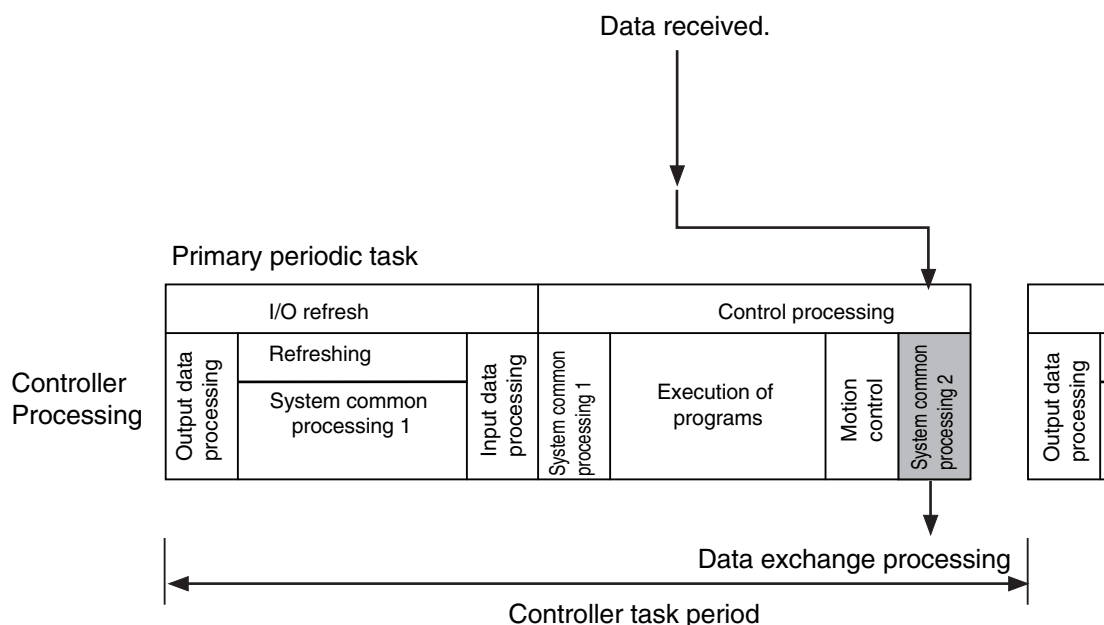 Data received.
Primary periodic task
I/O refresh
Control processing
Controller
Processing
Output data
processing
Refreshing
System common
processing 1
Input data
processing
System common
processing 1
Execution of
programs
Motion
control
System common
processing 2
Output data
processing
Data exchange processing
Controller task period